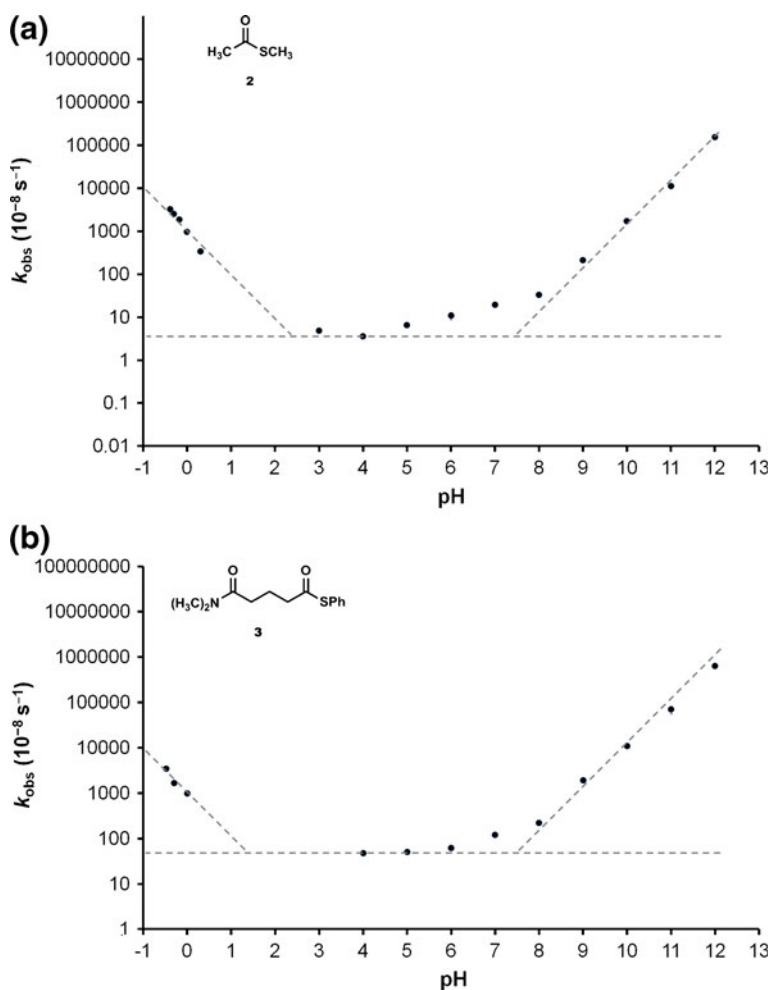 (a)
O
H₃C
SCH₃
2
k_obs (10⁻⁸ s⁻¹)
10000000
1000000
100000
10000
1000
100
10
1
0.1
0.01
-1 0 1 2 3 4 5 6 7 8 9 10 11 12 13
pH
(b)
O O
(H₃C)₂N
SPh
3
k_obs (10⁻⁸ s⁻¹)
100000000
10000000
1000000
100000
10000
1000
100
10
1
-1 0 1 2 3 4 5 6 7 8 9 10 11 12 13
pH